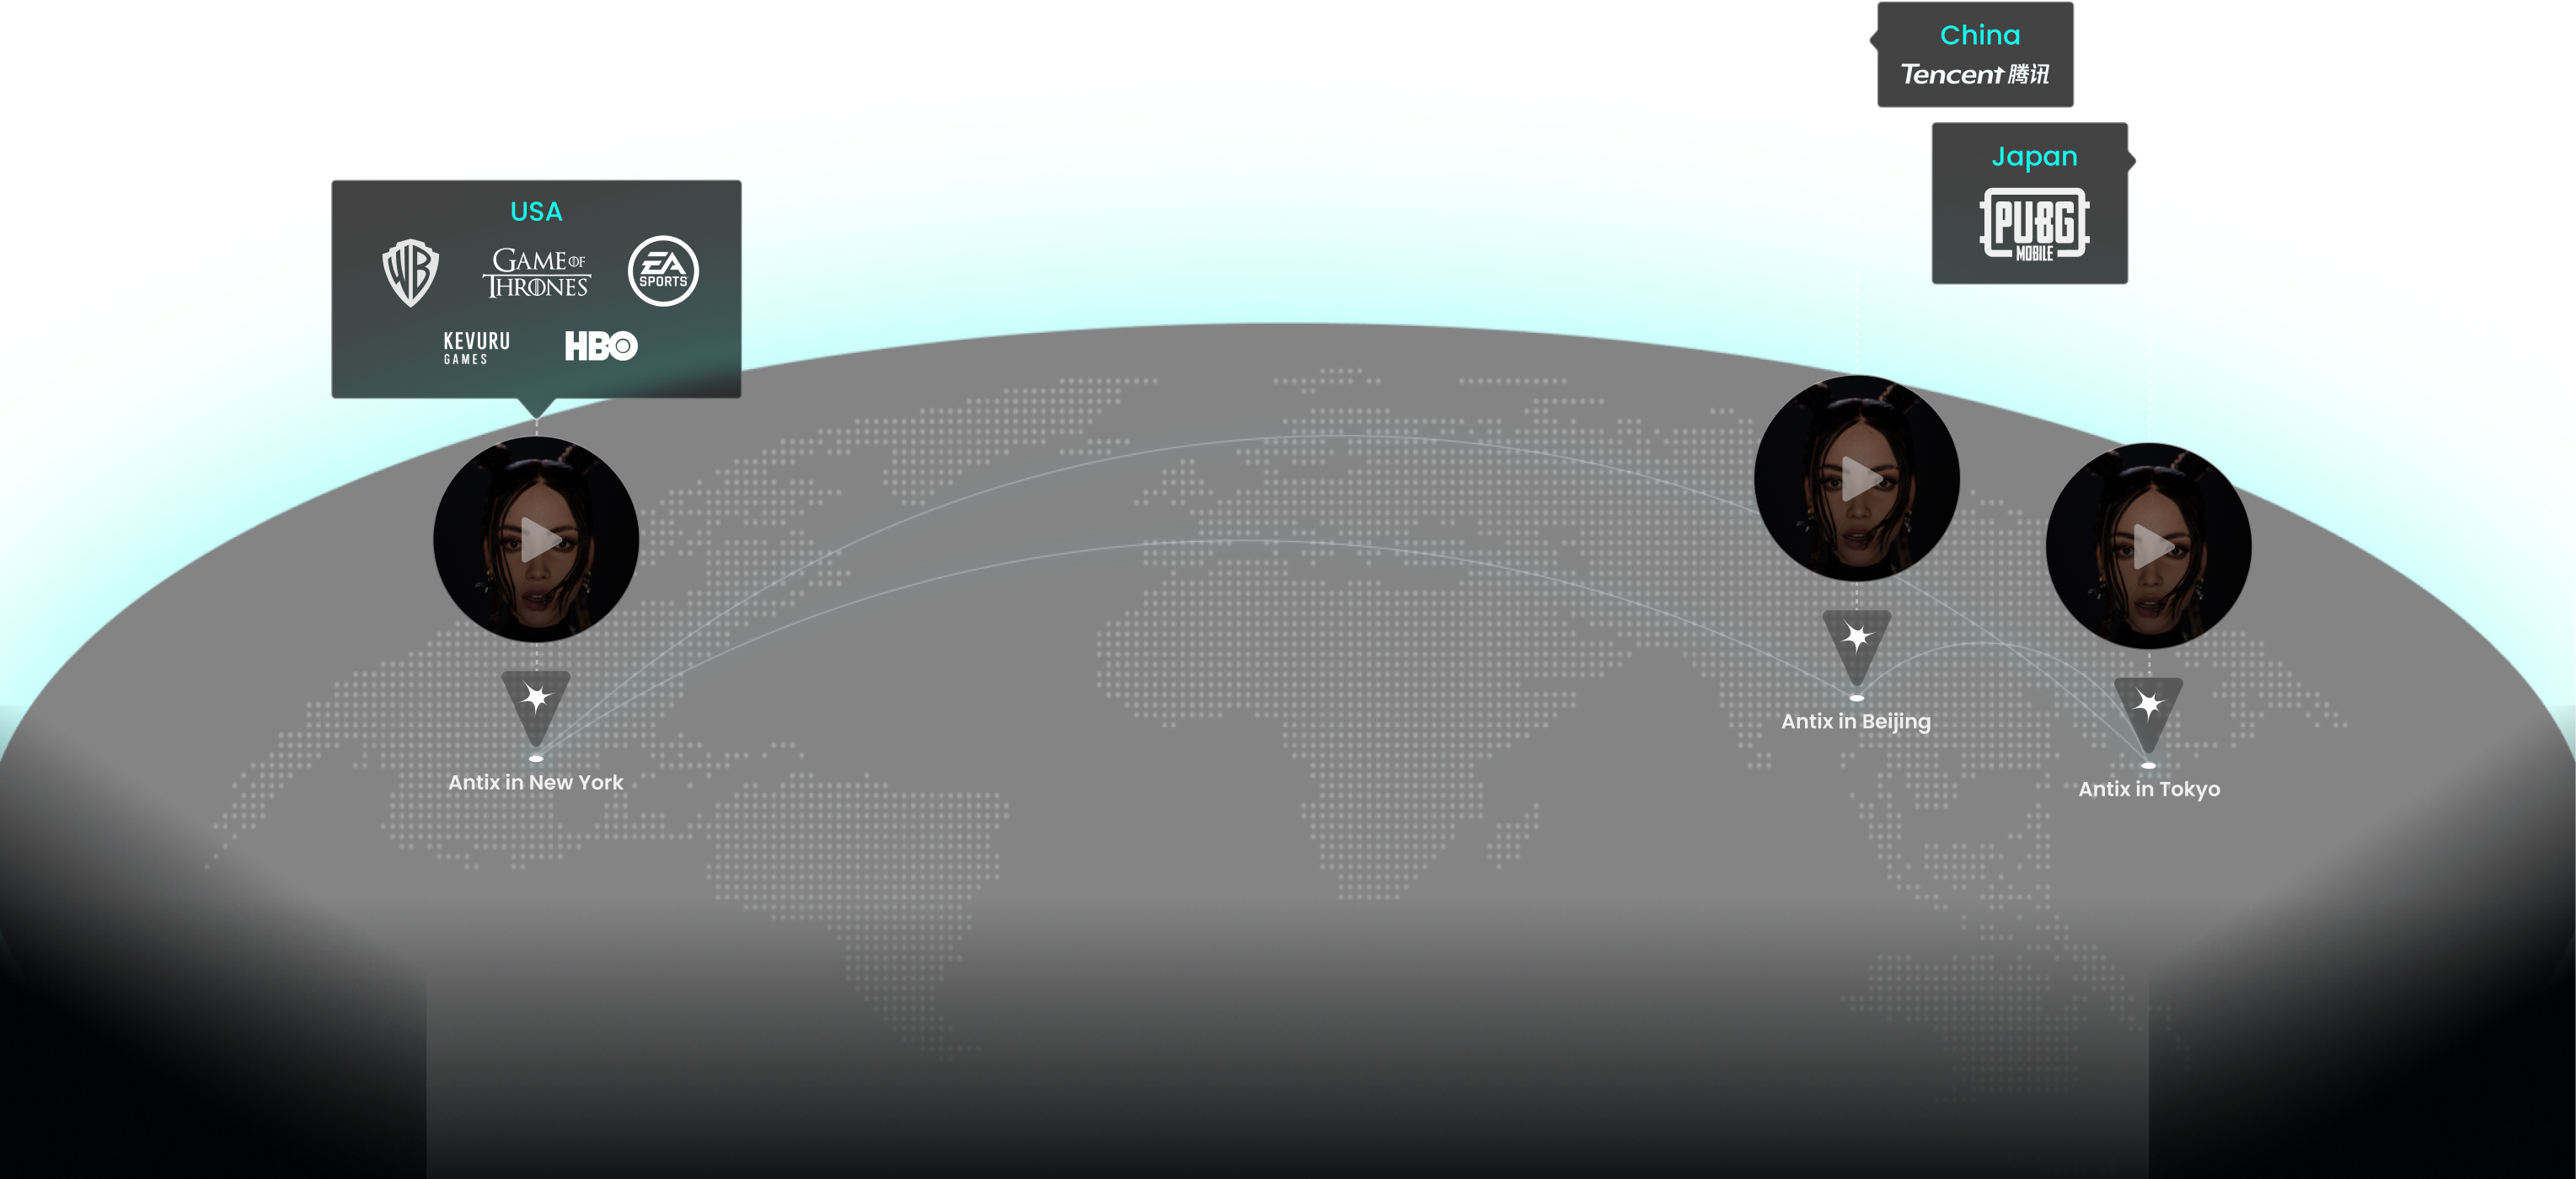 China
Tencent 腾讯
Japan
PUBG
MOBILE
USA
WB
GAME OF
THRONES
EA
SPORTS
KEVURU
GAMES
HBO
Antix in New York
Antix in Beijing
Antix in Tokyo